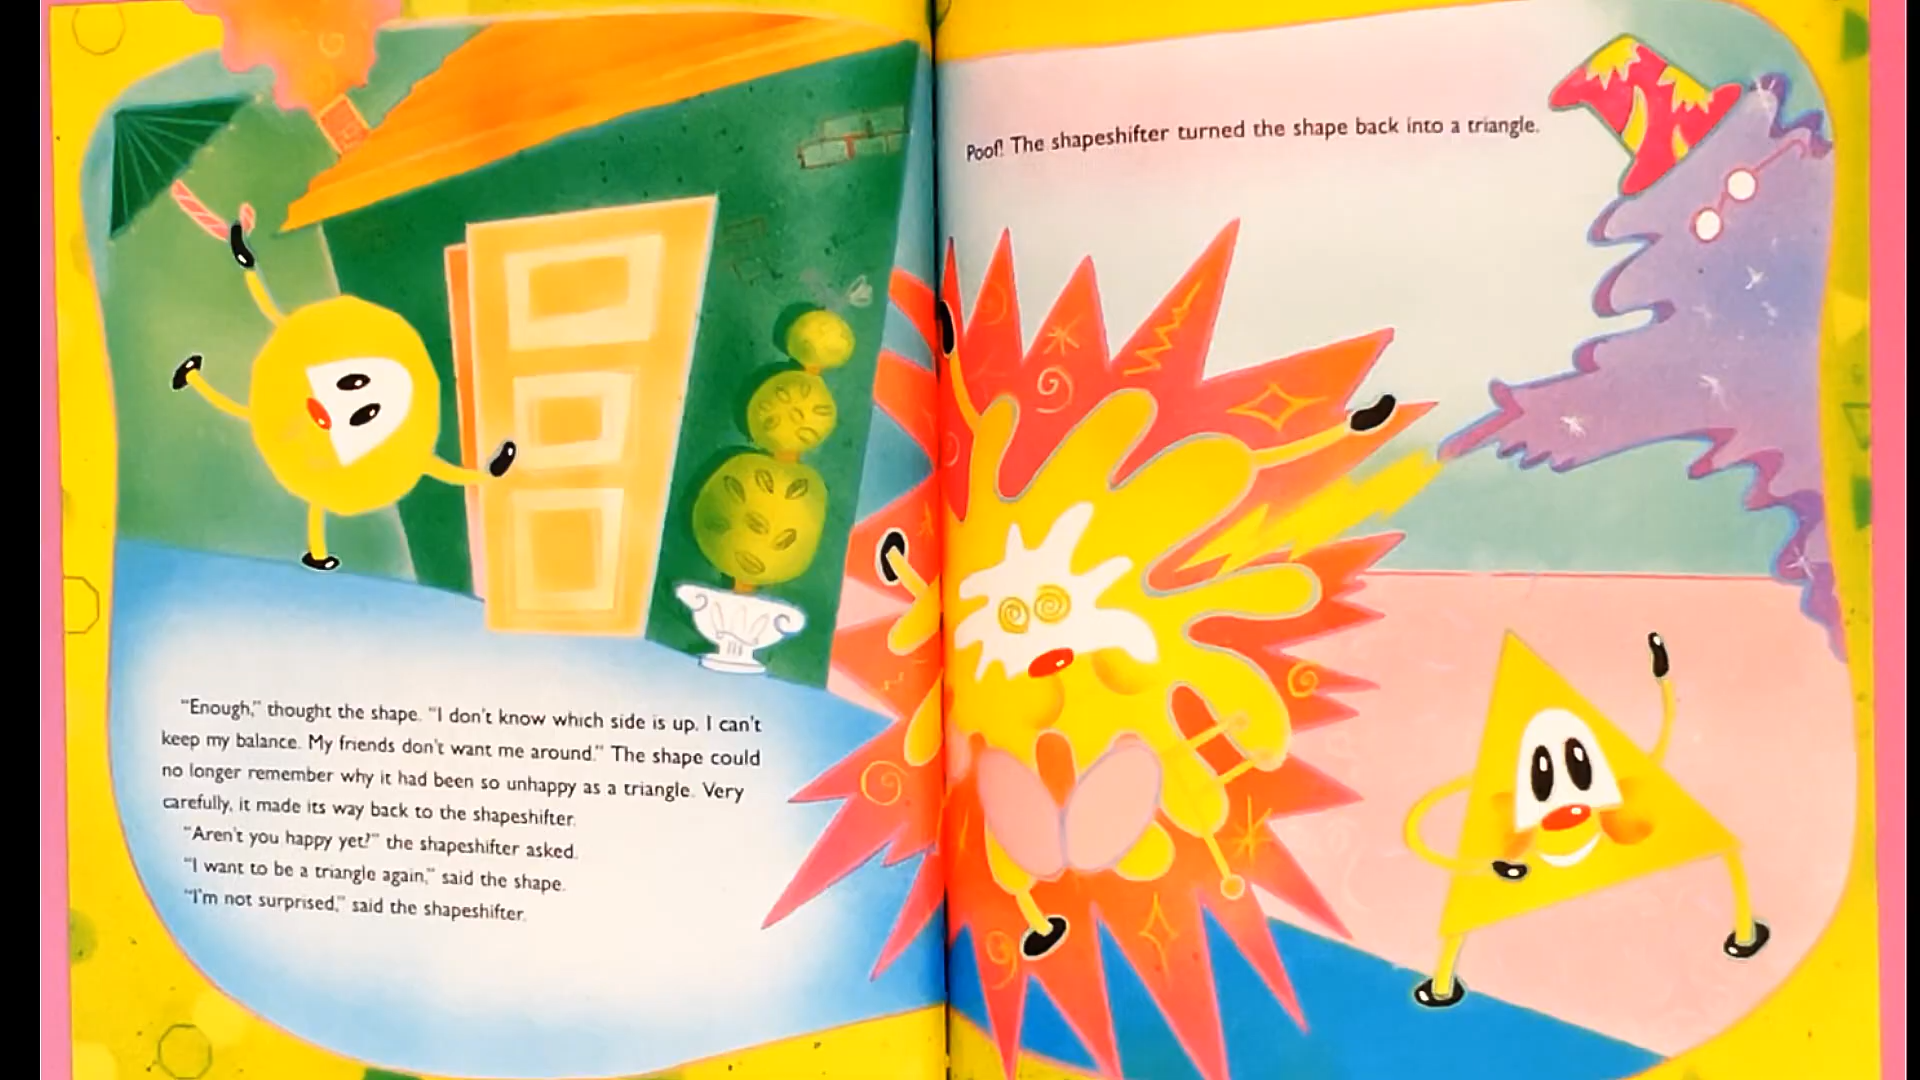 “Enough,” thought the shape. “I don't know which side is up. I can't
keep my balance. My friends don't want me around.” The shape could
no longer remember why it had been so unhappy as a triangle. Very
carefully, it made its way back to the shapeshifter.
“Aren't you happy yet?” the shapeshifter asked.
“I want to be a triangle again,” said the shape.
“I'm not surprised,” said the shapeshifter.
Poof! The shapeshifter turned the shape back into a triangle.